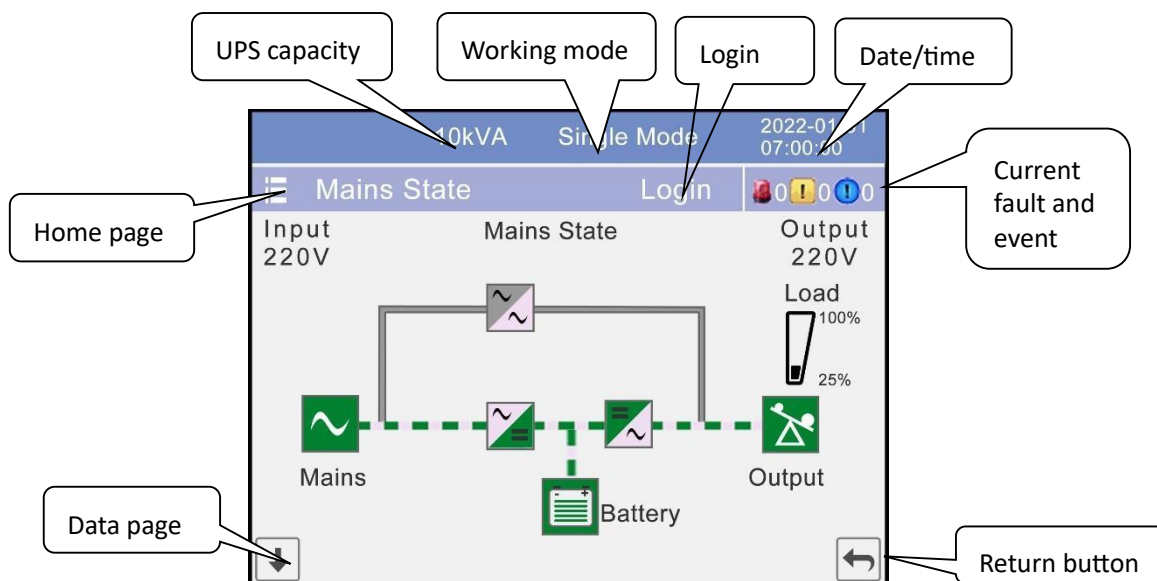 UPS capacity
Working mode
Login
Date/time
10kVA
Single Mode
2022-01-01
07:00:00
Mains State
Login
0 ! 0 ! 0
Current
fault and
event
Home page
Input
220V
Mains State
Output
220V
Load
100%
25%
Mains
Output
Battery
Data page
Return button